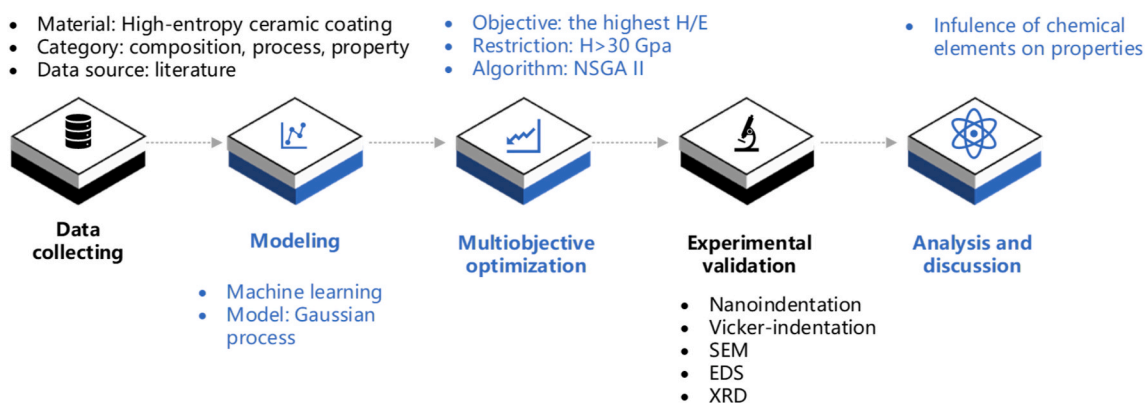 • Material: High-entropy ceramic coating
• Category: composition, process, property
• Data source: literature
• Objective: the highest H/E
• Restriction: H>30 Gpa
• Algorithm: NSGA II
• Infulence of chemical
elements on properties
Data
collecting
Modeling
Multiobjective
optimization
Experimental
validation
Analysis and
discussion
• Machine learning
• Model: Gaussian
process
• Nanoindentation
• Vicker-indentation
• SEM
• EDS
• XRD